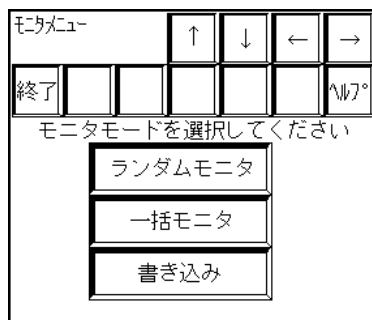 ﾓﾆﾀﾒﾆｭｰ ↑ ↓ ← →
終了 ﾍﾙﾌﾟ
モニタモードを選択してください
ランダムモニタ
一括モニタ
書き込み